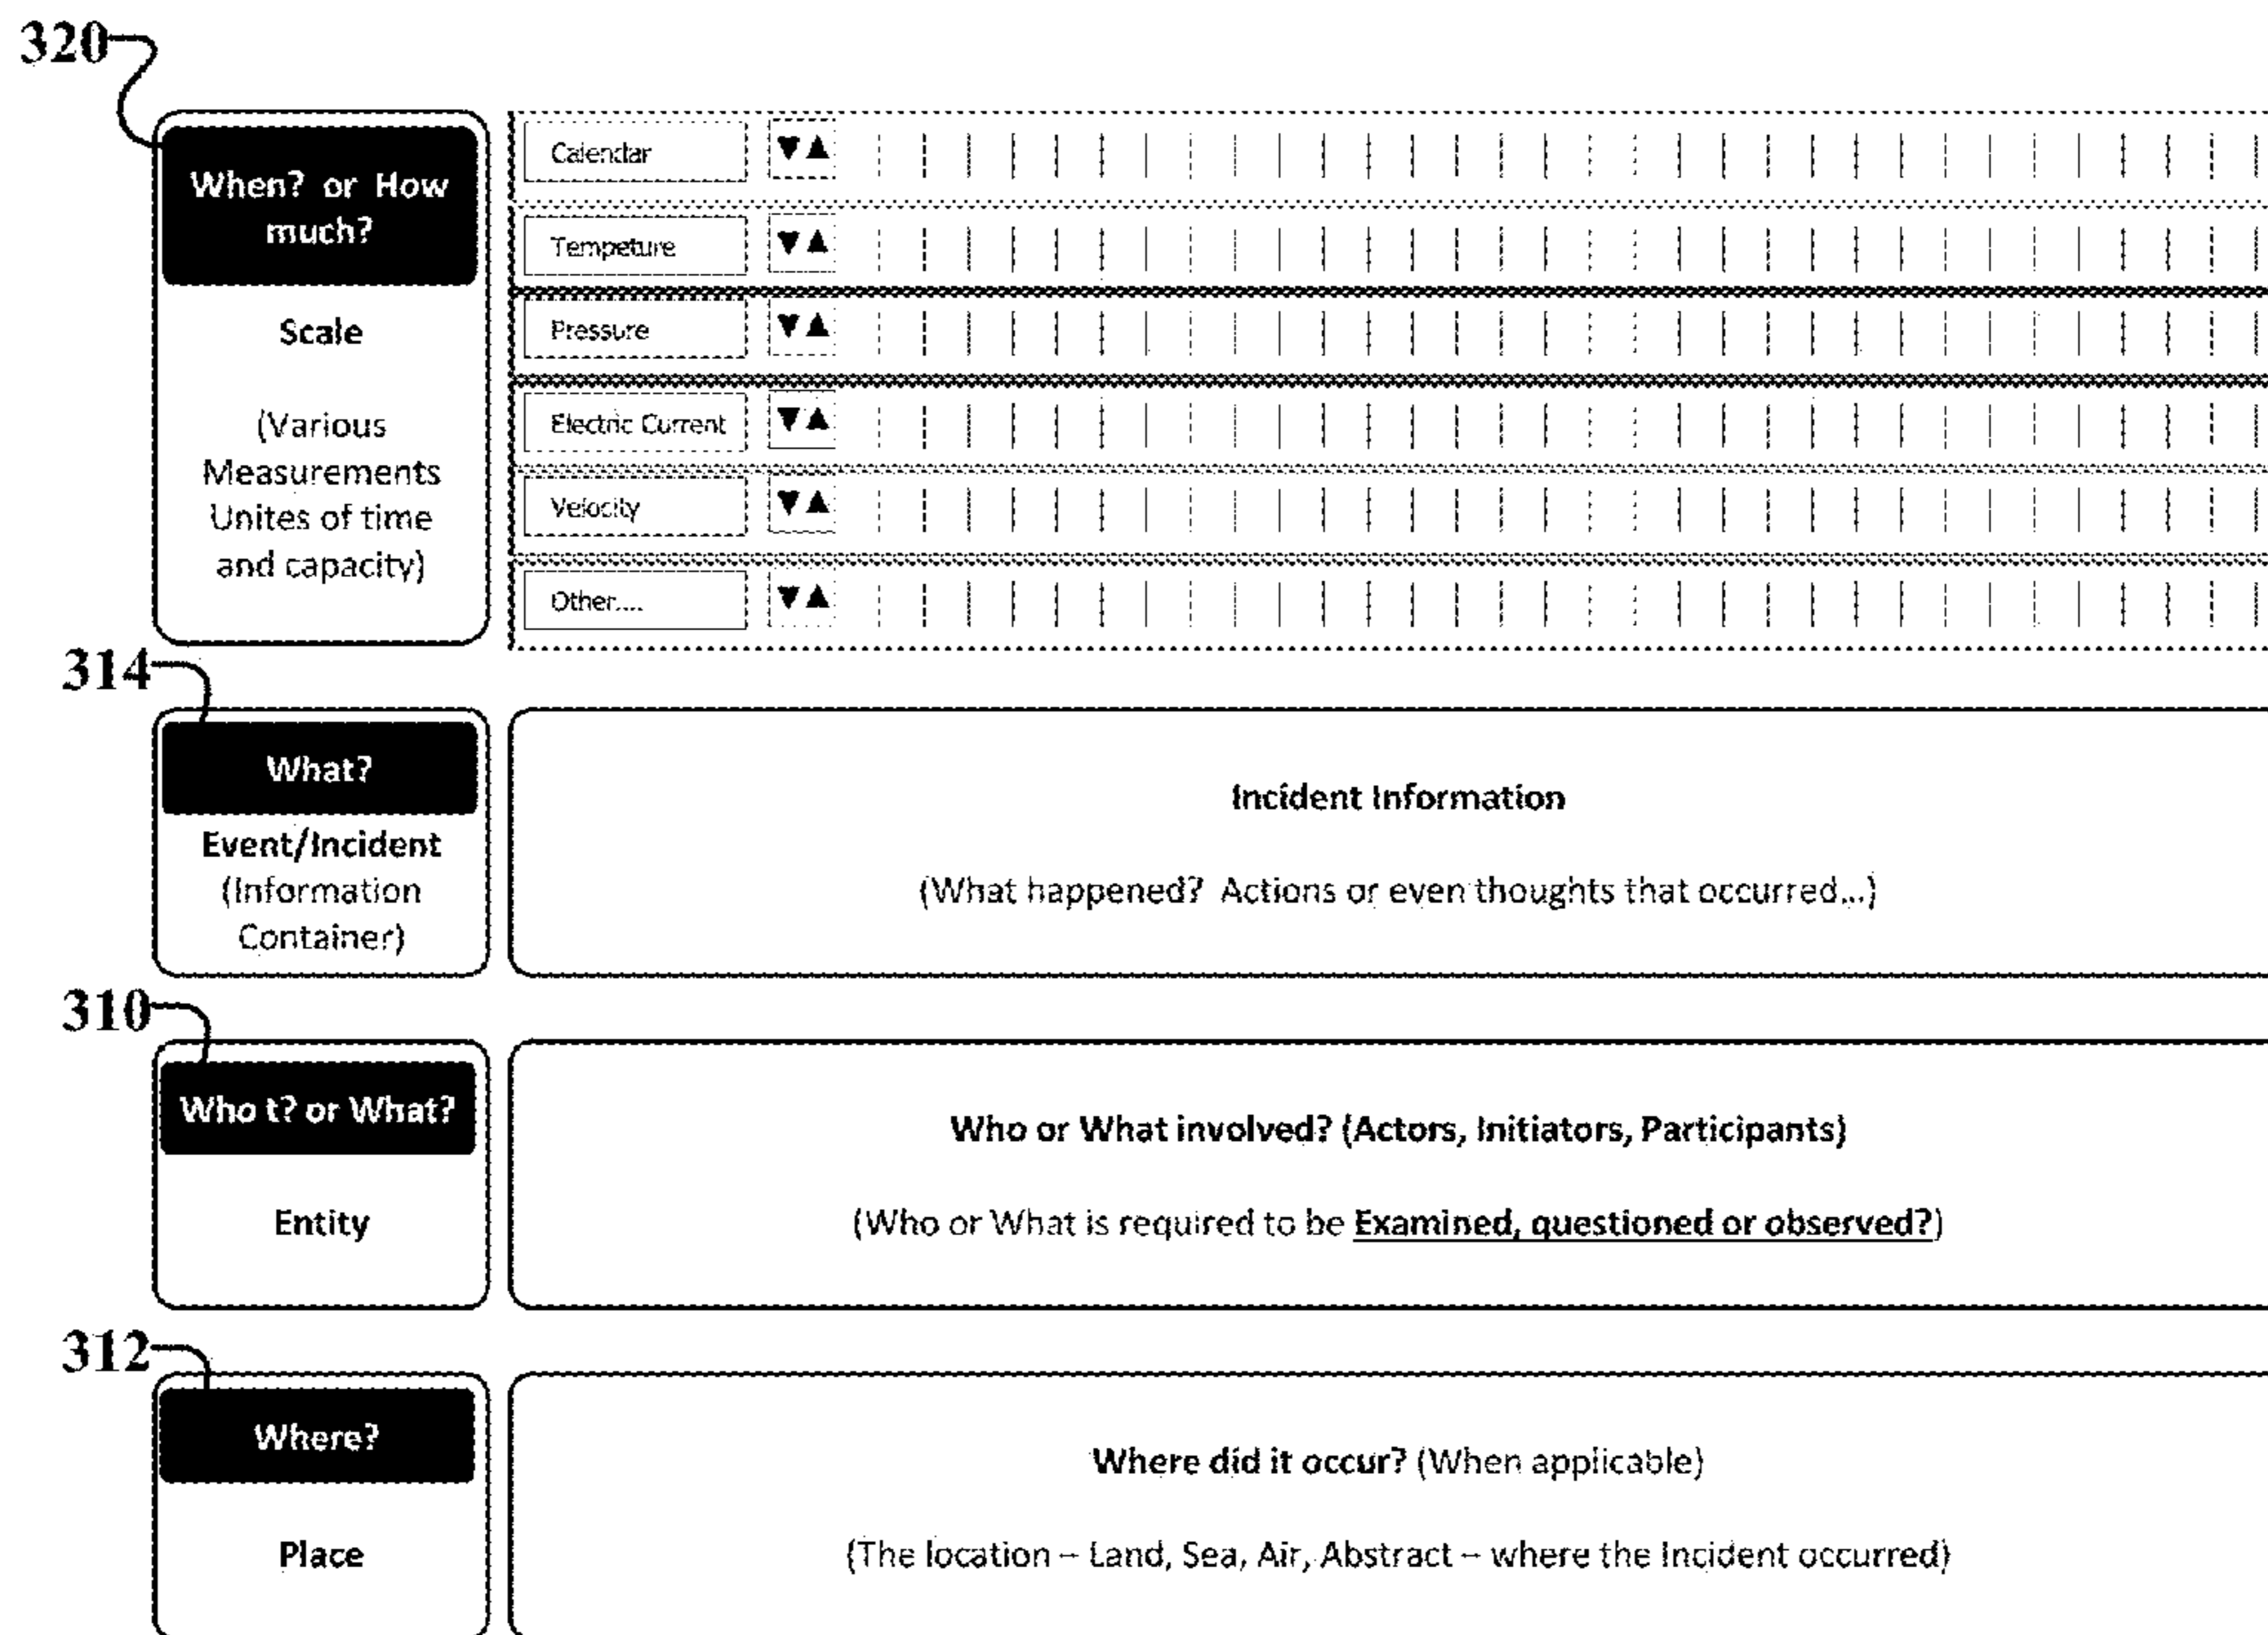 320
When? or How
much?
Scale
(Various
Measurements
Unites of time
and capacity)
Calendar
Tempeture
Pressure
Electric Current
Velocity
Other....
314
What?
Event/Incident
(Information
Container)
Incident Information
(What happened? Actions or even thoughts that occurred...)
310
Who t? or What?
Entity
Who or What involved? (Actors, Initiators, Participants)
(Who or What is required to be Examined, questioned or observed?)
312
Where?
Place
Where did it occur? (When applicable)
(The location – Land, Sea, Air, Abstract – where the Incident occurred)